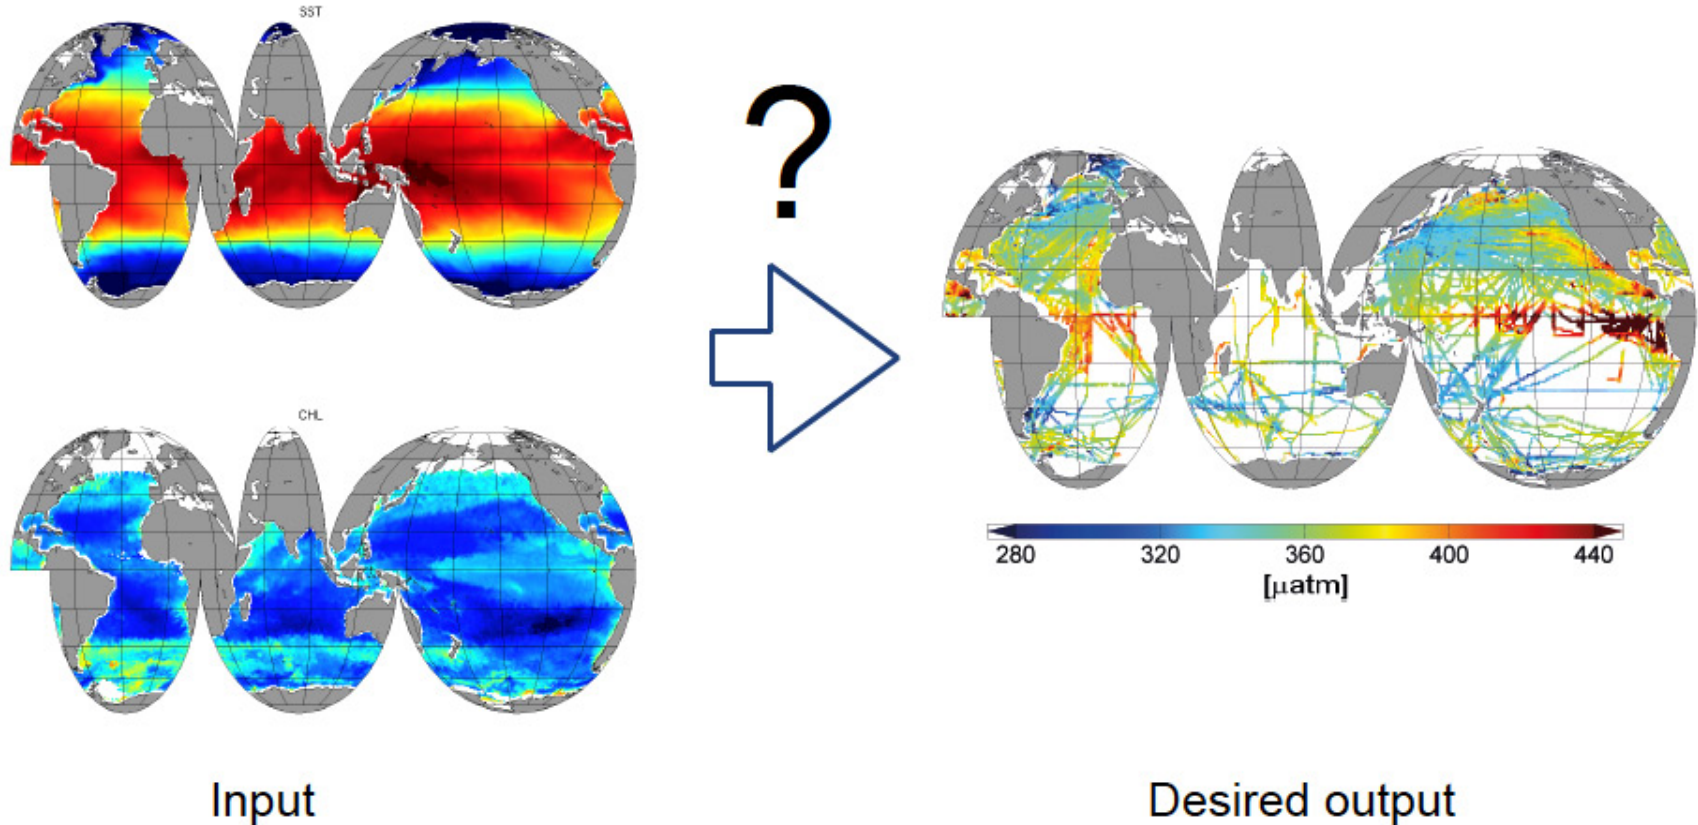 SST
?
CHL
280 320 360 400 440
[µatm]
Input
Desired output